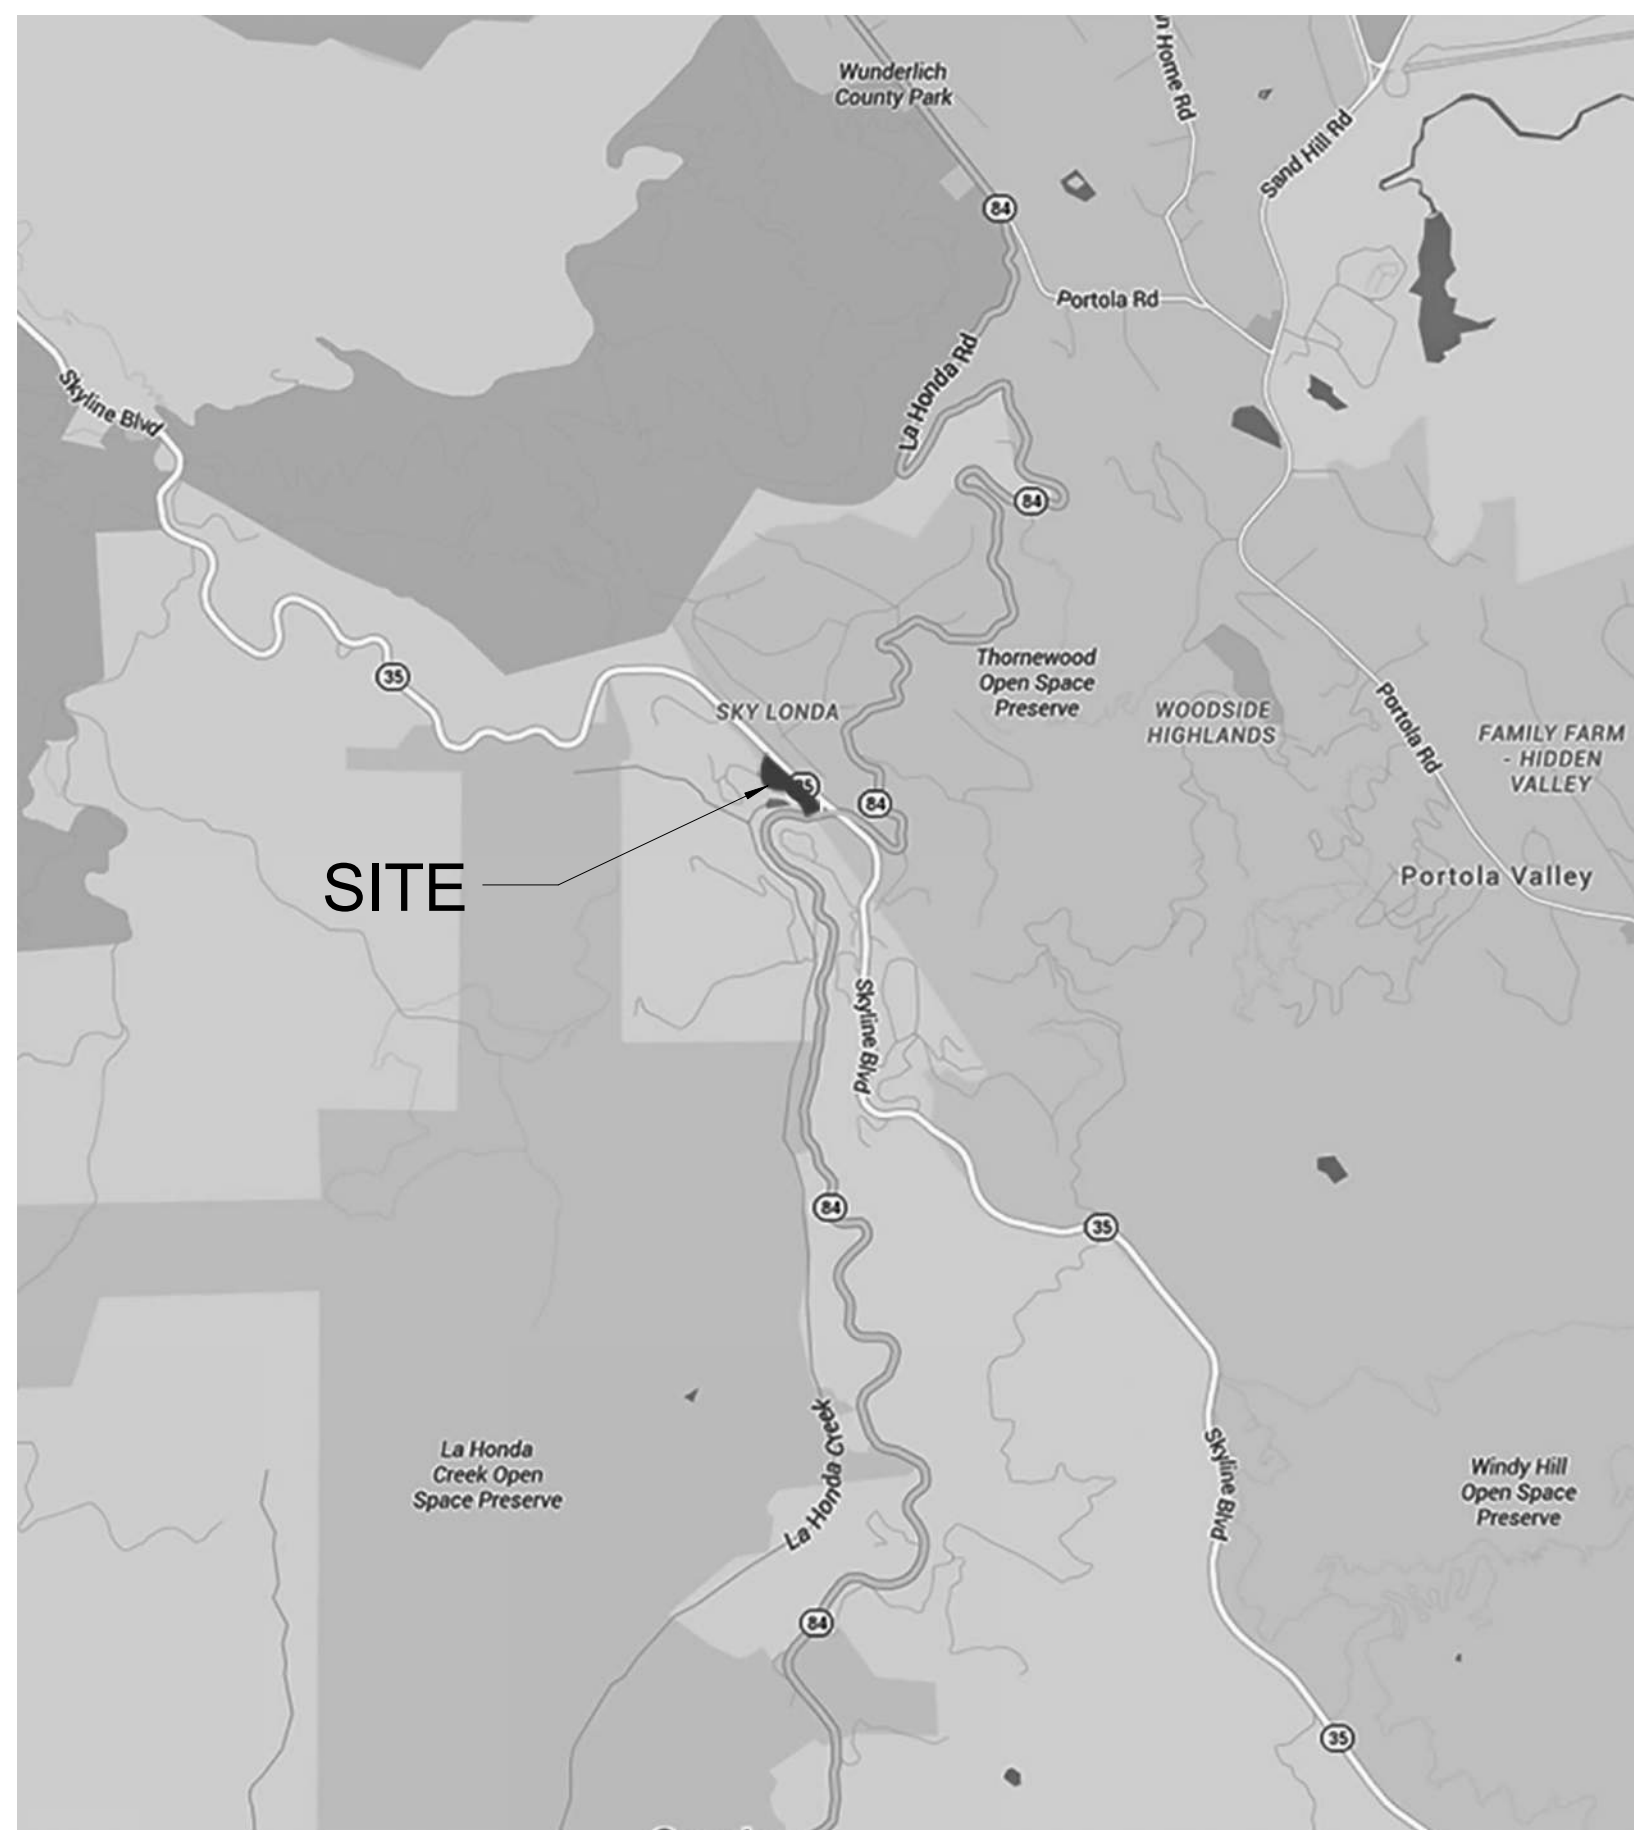 Wunderlich
County Park
n Home Rd
Sand Hill Rd
84
Portola Rd
La Honda Rd
Skyline Blvd
84
Thornewood
Open Space
Preserve
35
SKY LONDA
WOODSIDE
HIGHLANDS
Portola Rd
FAMILY FARM
- HIDDEN
VALLEY
35
84
SITE
Portola Valley
Skyline Blvd
84
35
La Honda Creek
La Honda
Creek Open
Space Preserve
Skyline Blvd
Windy Hill
Open Space
Preserve
84
35